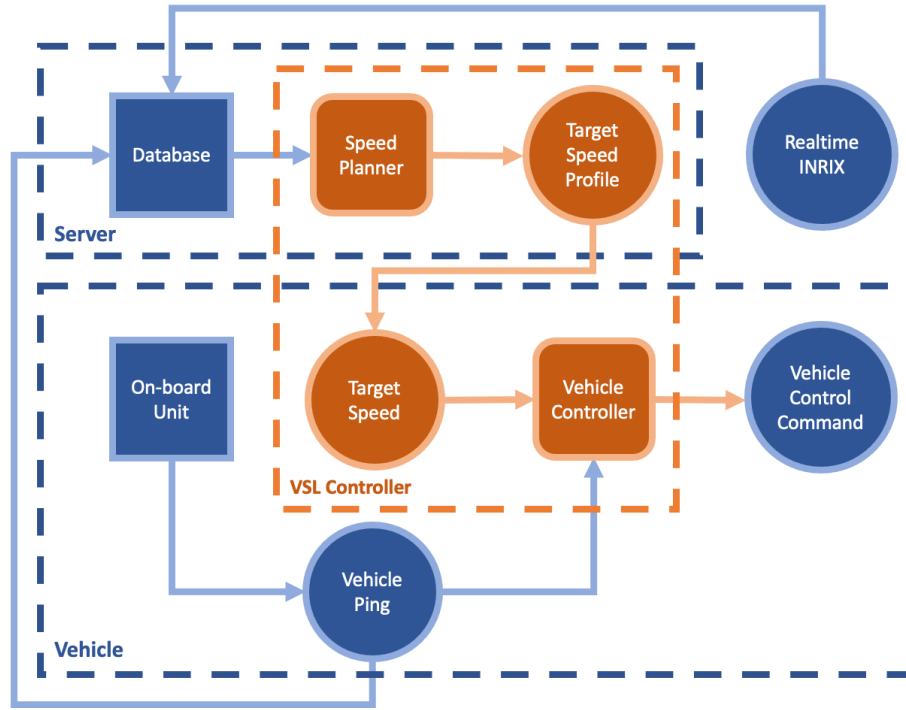 Database
Speed
Planner
Target
Speed
Profile
Realtime
INRIX
Server
On-board
Unit
Target
Speed
Vehicle
Controller
Vehicle
Control
Command
VSL Controller
Vehicle
Ping
Vehicle